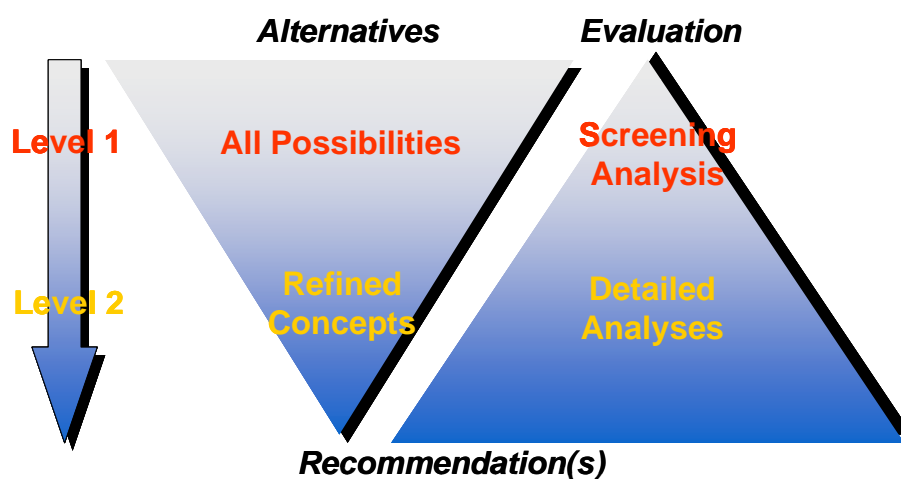 Alternatives
Evaluation
Level 1
All Possibilities
Screening
Analysis
Level 2
Refined
Concepts
Detailed
Analyses
Recommendation(s)